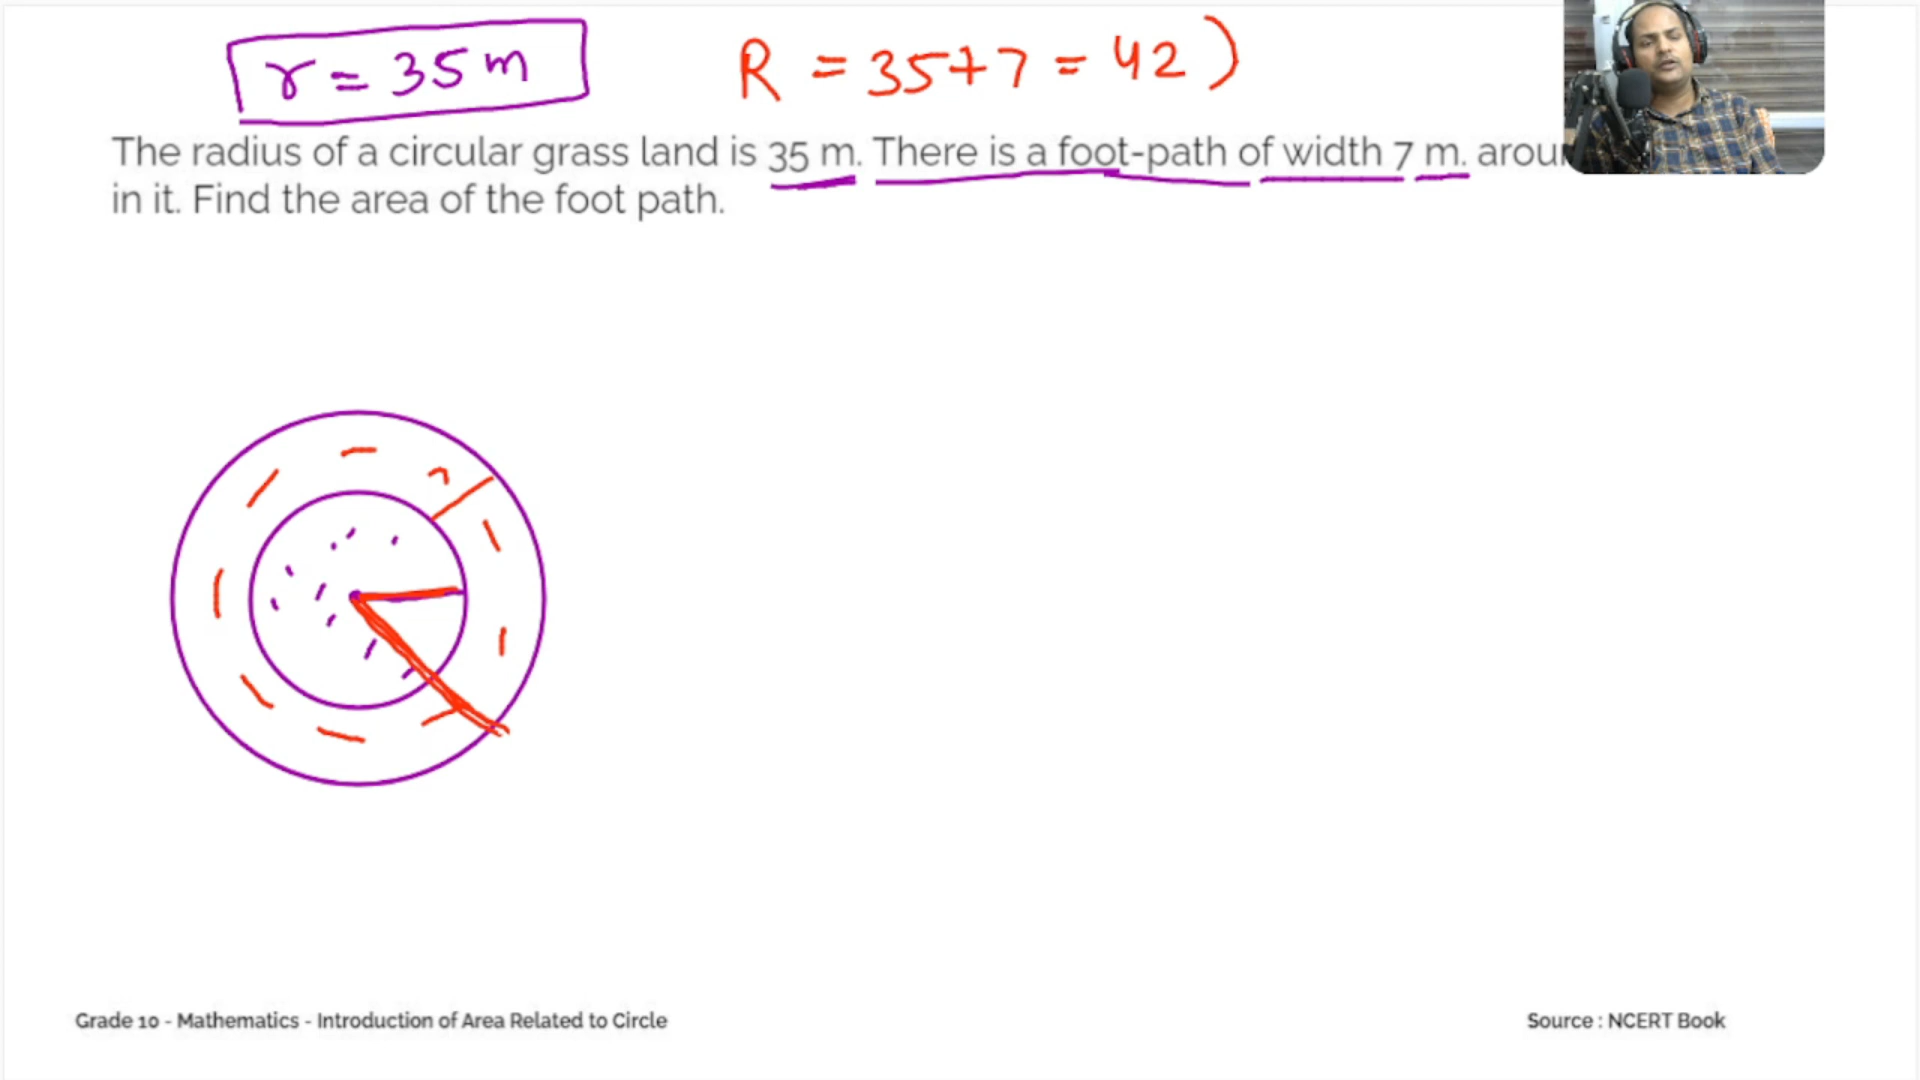 r = 35 m
R = 35+7 = 42 )
The radius of a circular grass land is 35 m. There is a foot-path of width 7 m.
in it. Find the area of the foot path.
7
Grade 10 - Mathematics - Introduction of Area Related to Circle
Source : NCERT Book